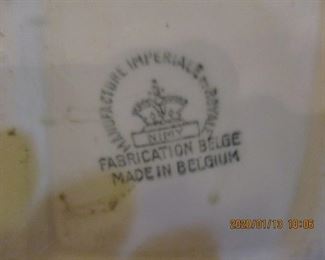 MANUFACTURE IMPERIALE et ROYALE
NIMY
FABRICATION BELGE
MADE IN BELGIUM
2020/01/13 10:06